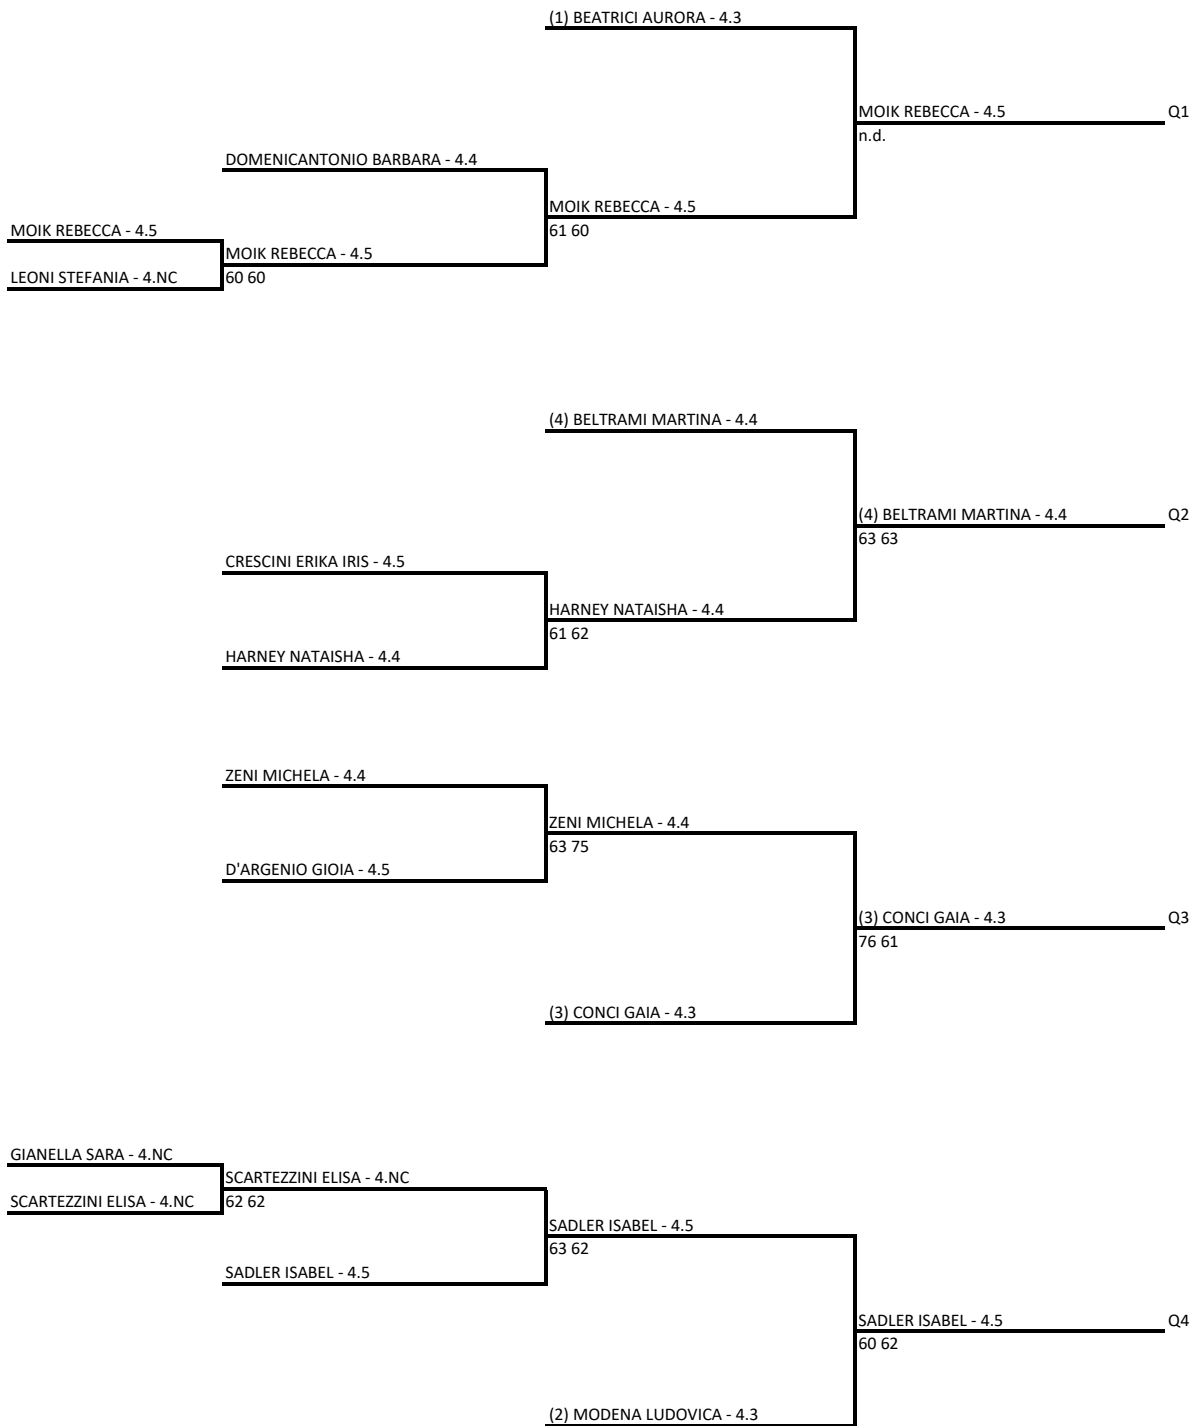 (1) BEATRICI AURORA - 4.3
MOIK REBECCA - 4.5
Q1
n.d.
DOMENICANTONIO BARBARA - 4.4
MOIK REBECCA - 4.5
61 60
MOIK REBECCA - 4.5
MOIK REBECCA - 4.5
60 60
LEONI STEFANIA - 4.NC
(4) BELTRAMI MARTINA - 4.4
(4) BELTRAMI MARTINA - 4.4
Q2
63 63
CRESCINI ERIKA IRIS - 4.5
HARNEY NATAISHA - 4.4
61 62
HARNEY NATAISHA - 4.4
ZENI MICHELA - 4.4
ZENI MICHELA - 4.4
63 75
D'ARGENIO GIOIA - 4.5
(3) CONCI GAIA - 4.3
Q3
76 61
(3) CONCI GAIA - 4.3
GIANELLA SARA - 4.NC
SCARTEZZINI ELISA - 4.NC
SCARTEZZINI ELISA - 4.NC
62 62
SADLER ISABEL - 4.5
63 62
SADLER ISABEL - 4.5
SADLER ISABEL - 4.5
Q4
60 62
(2) MODENA LUDOVICA - 4.3